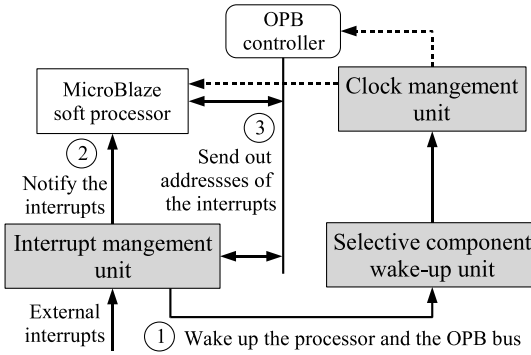 OPB
controller
MicroBlaze
soft processor
Clock mangement
unit
2
3
Notify the
interrupts
Send out
addressses of
the interrupts
Interrupt mangement
unit
Selective component
wake-up unit
External
interrupts
1 Wake up the processor and the OPB bus